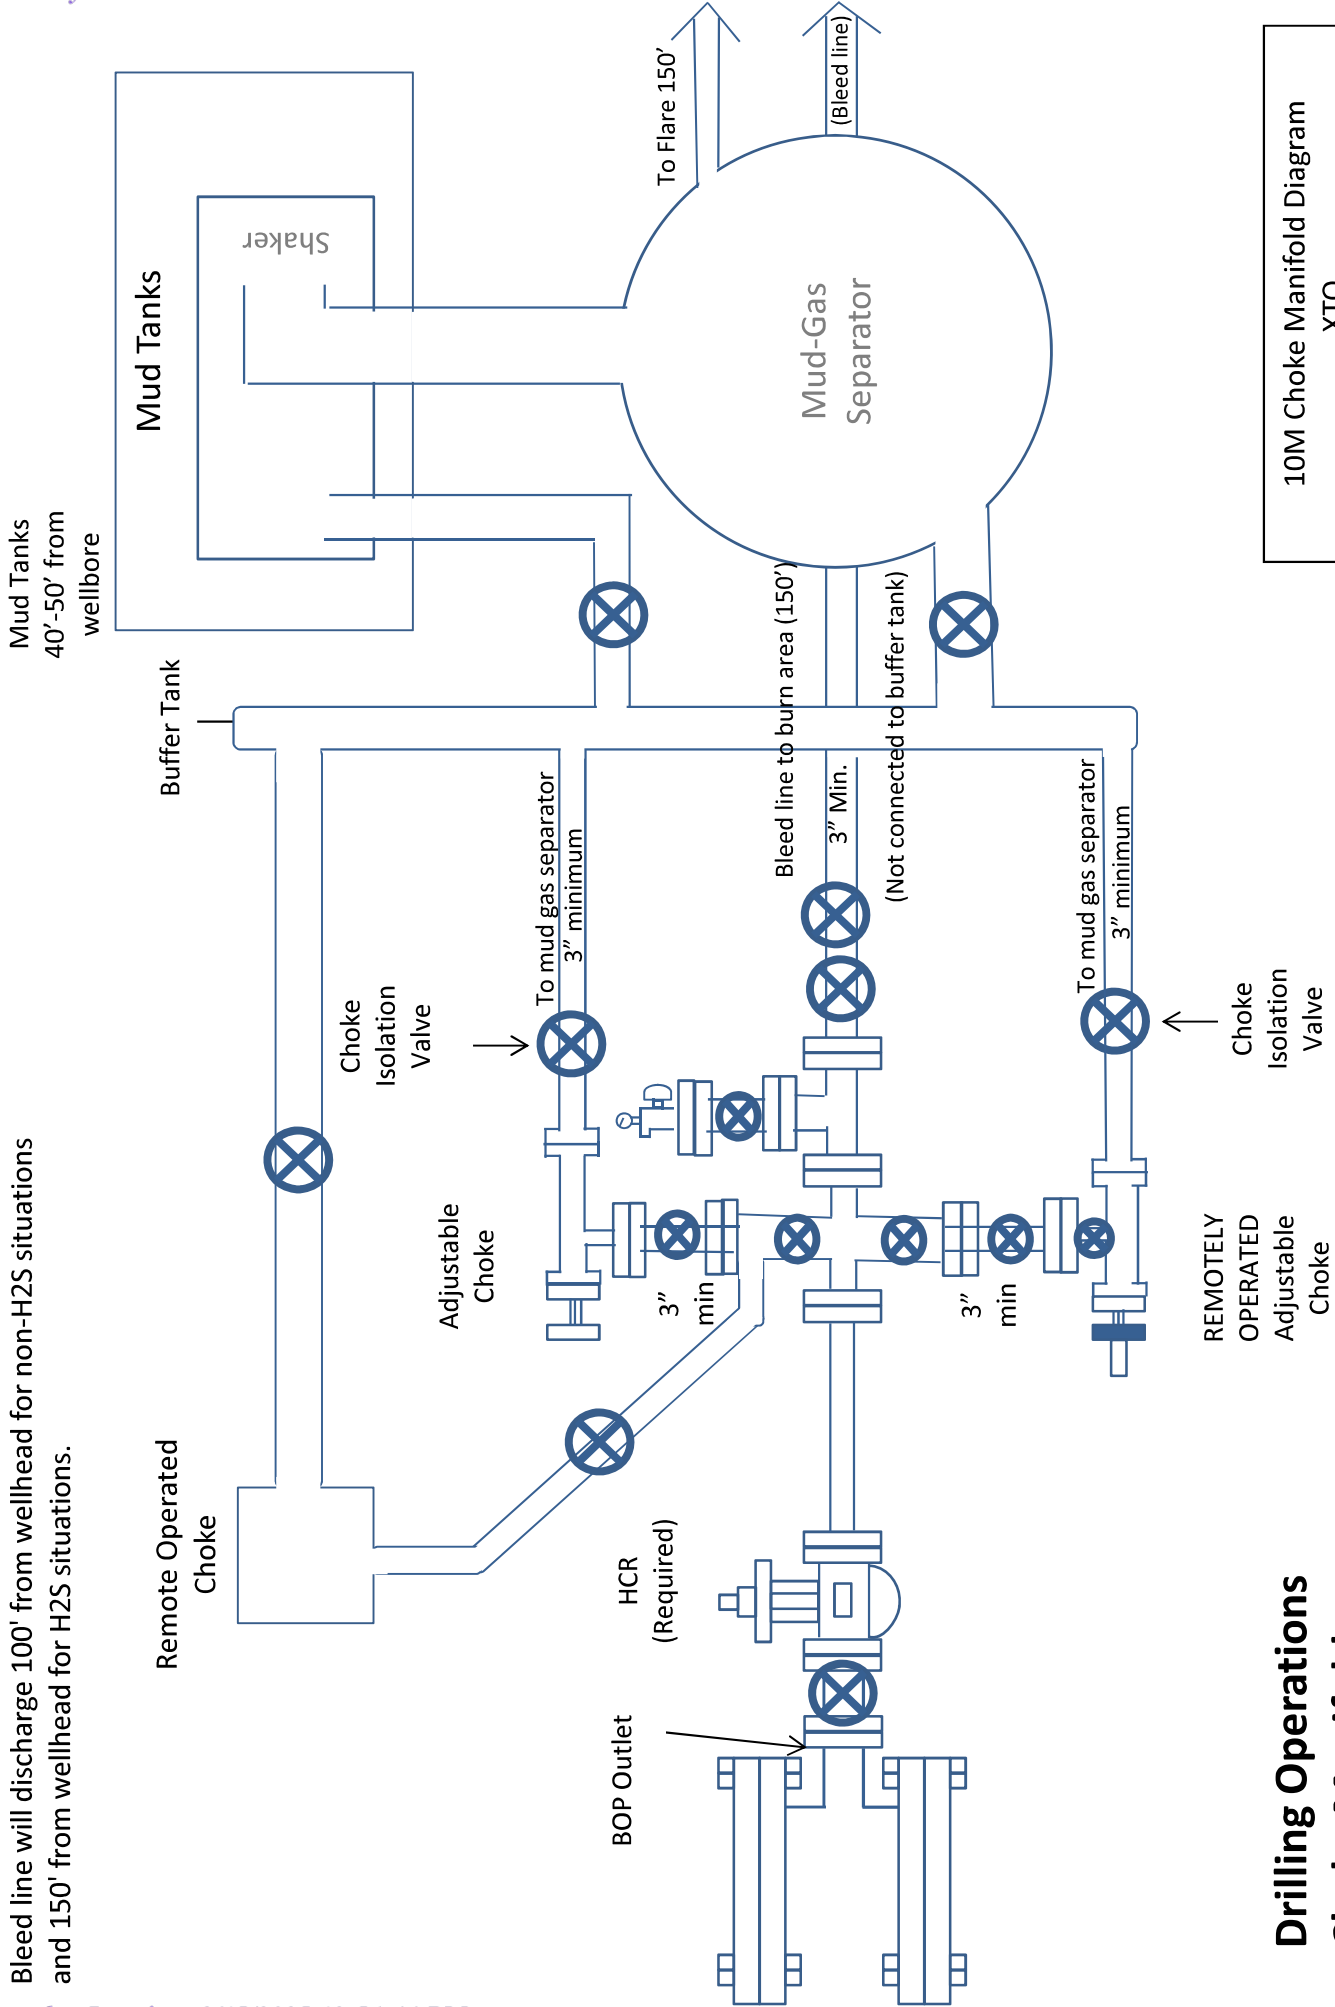 Bleed line will discharge 100' from wellhead for non-H2S situations
and 150' from wellhead for H2S situations.
Mud Tanks
40’-50’ from
wellbore
Mud Tanks
Shaker
Buffer Tank
Remote Operated
Choke
Choke
Isolation
Valve
Adjustable
Choke
To mud gas separator
3” minimum
To Flare 150’
(Bleed line)
Mud-Gas
Separator
BOP Outlet
HCR
(Required)
3”
min
Bleed line to burn area (150’)
3” Min.
(Not connected to buffer tank)
3”
min
To mud gas separator
3” minimum
REMOTELY
OPERATED
Adjustable
Choke
Choke
Isolation
Valve
Drilling Operations
10M Choke Manifold Diagram
XTO